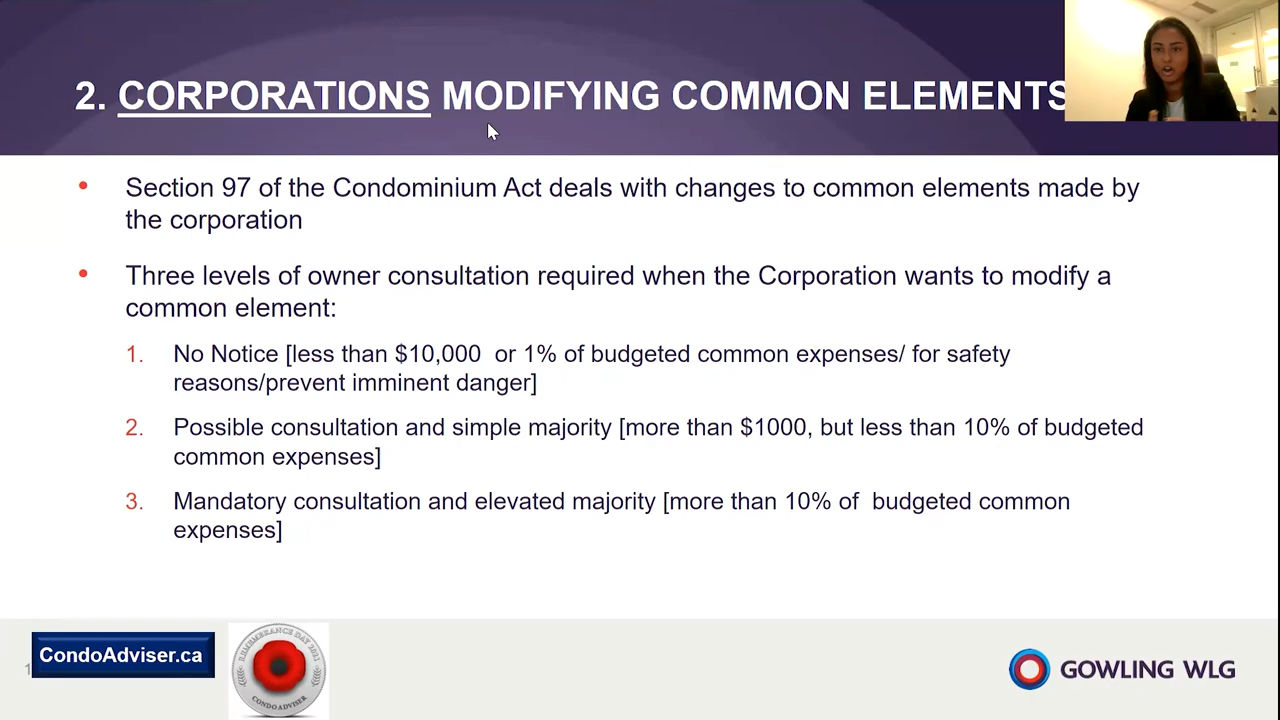 2. CORPORATIONS MODIFYING COMMON ELEMENTS
• Section 97 of the Condominium Act deals with changes to common elements made by
the corporation
• Three levels of owner consultation required when the Corporation wants to modify a
common element:
1. No Notice [less than $10,000  or 1% of budgeted common expenses/ for safety
reasons/prevent imminent danger]
2. Possible consultation and simple majority [more than $1000, but less than 10% of budgeted
common expenses]
3. Mandatory consultation and elevated majority [more than 10% of  budgeted common
expenses]
CondoAdviser.ca
REMEMBRANCE DAY 2021
CONDOADVISER
GOWLING WLG